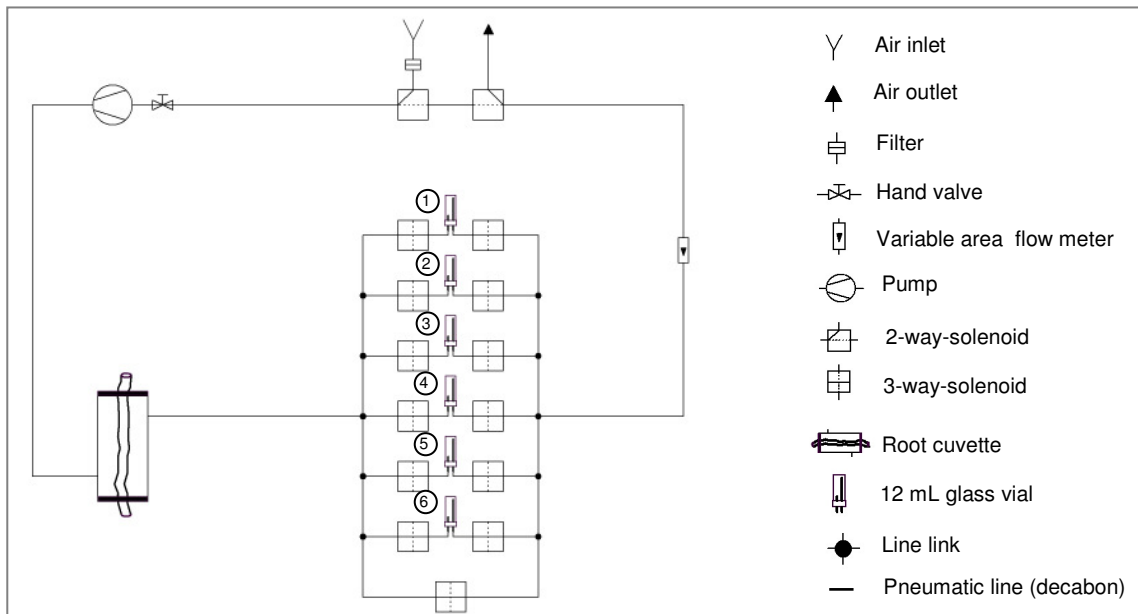 1
2
3
4
5
6
Air inlet
Air outlet
Filter
Hand valve
Variable area flow meter
Pump
2-way-solenoid
3-way-solenoid
Root cuvette
12 mL glass vial
Line link
Pneumatic line (decabon)